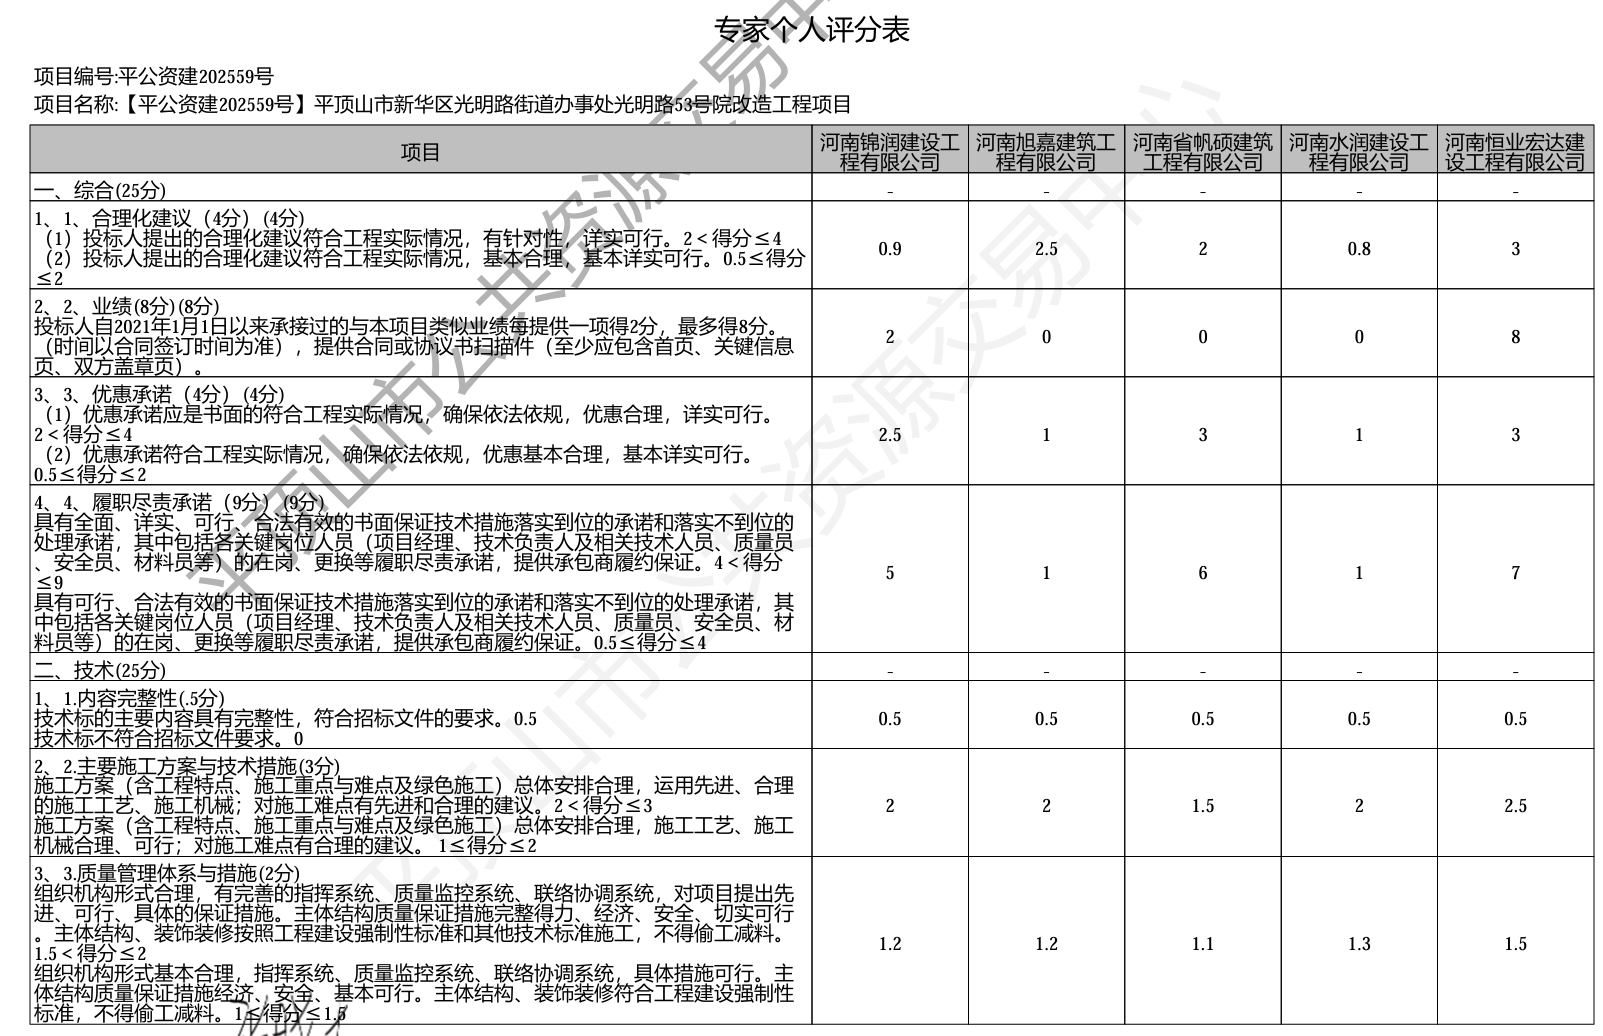 专家个人评分表
项目编号:平公资建202559号
项目名称:【平公资建202559号】平顶山市新华区光明路街道办事处光明路53号院改造工程项目
项目
河南锦润建设工
程有限公司
河南旭嘉建筑工
程有限公司
河南省帆硕建筑
工程有限公司
河南水润建设工
程有限公司
河南恒业宏达建
设工程有限公司
一、综合(25分)
- - - - -
1、1、合理化建议（4分）(4分)
（1）投标人提出的合理化建议符合工程实际情况，有针对性，详实可行。2＜得分≤4
（2）投标人提出的合理化建议符合工程实际情况，基本合理，基本详实可行。0.5≤得分
≤2
0.9 2.5 2 0.8 3
2、2、业绩(8分)(8分)
投标人自2021年1月1日以来承接过的与本项目类似业绩每提供一项得2分，最多得8分。
（时间以合同签订时间为准），提供合同或协议书扫描件（至少应包含首页、关键信息
页、双方盖章页）。
2 0 0 0 8
3、3、优惠承诺（4分）(4分)
（1）优惠承诺应是书面的符合工程实际情况，确保依法依规，优惠合理，详实可行。
2＜得分≤4
（2）优惠承诺符合工程实际情况，确保依法依规，优惠基本合理，基本详实可行。
0.5≤得分≤2
2.5 1 3 1 3
4、4、履职尽责承诺（9分）(9分)
具有全面、详实、可行、合法有效的书面保证技术措施落实到位的承诺和落实不到位的
处理承诺，其中包括各关键岗位人员（项目经理、技术负责人及相关技术人员、质量员
、安全员、材料员等）的在岗、更换等履职尽责承诺，提供承包商履约保证。4＜得分
≤9
具有可行、合法有效的书面保证技术措施落实到位的承诺和落实不到位的处理承诺，其
中包括各关键岗位人员（项目经理、技术负责人及相关技术人员、质量员、安全员、材
料员等）的在岗、更换等履职尽责承诺，提供承包商履约保证。0.5≤得分≤4
5 1 6 1 7
二、技术(25分)
- - - - -
1、1.内容完整性(.5分)
技术标的主要内容具有完整性，符合招标文件的要求。0.5
技术标不符合招标文件要求。0
0.5 0.5 0.5 0.5 0.5
2、2.主要施工方案与技术措施(3分)
施工方案（含工程特点、施工重点与难点及绿色施工）总体安排合理，运用先进、合理
的施工工艺、施工机械；对施工难点有先进和合理的建议。2＜得分≤3
施工方案（含工程特点、施工重点与难点及绿色施工）总体安排合理，施工工艺、施工
机械合理、可行；对施工难点有合理的建议。 1≤得分≤2
2 2 1.5 2 2.5
3、3.质量管理体系与措施(2分)
组织机构形式合理，有完善的指挥系统、质量监控系统、联络协调系统，对项目提出先
进、可行、具体的保证措施。主体结构质量保证措施完整得力、经济、安全、切实可行
。主体结构、装饰装修按照工程建设强制性标准和其他技术标准施工，不得偷工减料。
1.5＜得分≤2
组织机构形式基本合理，指挥系统、质量监控系统、联络协调系统，具体措施可行。主
体结构质量保证措施经济、安全、基本可行。主体结构、装饰装修符合工程建设强制性
标准，不得偷工减料。1≤得分≤1.5
1.2 1.2 1.1 1.3 1.5
平顶山市公共资源交易中
平顶山市公共资源交易中心